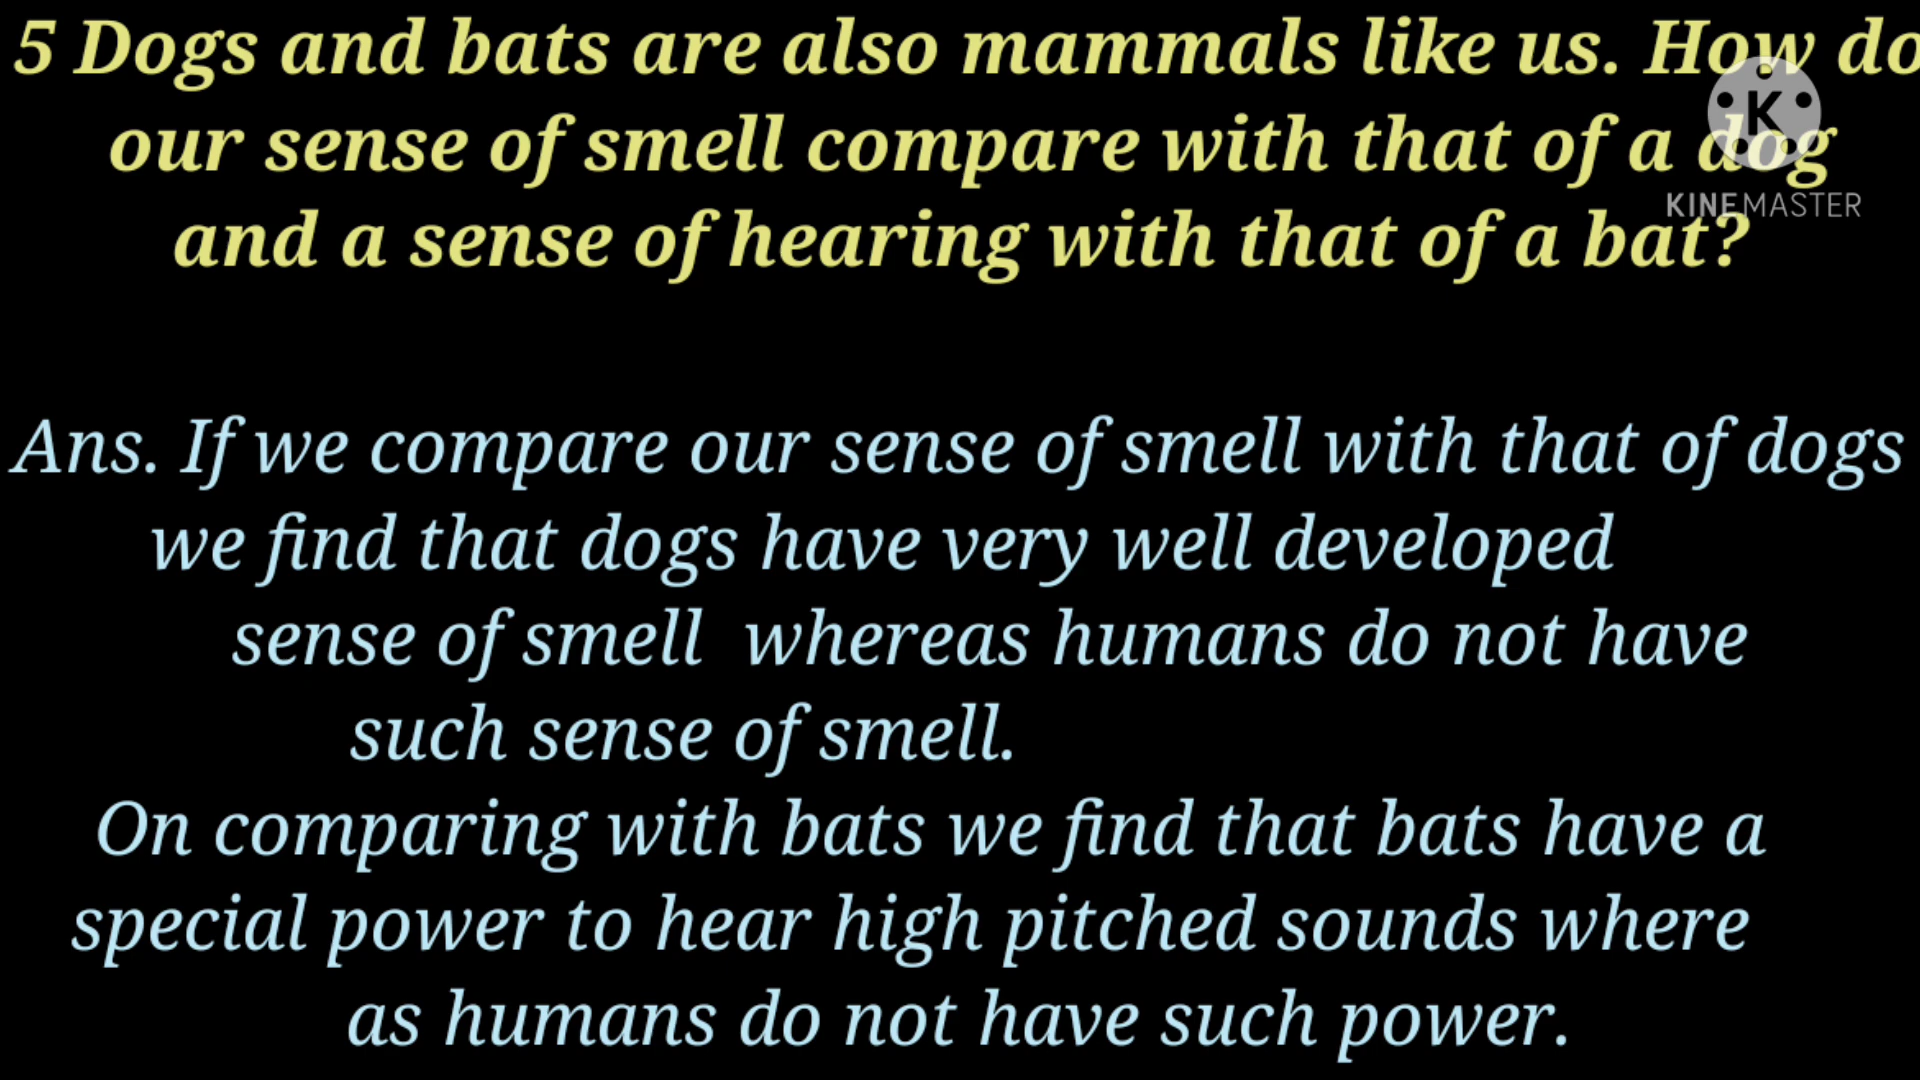 5 Dogs and bats are also mammals like us. How do
our sense of smell compare with that of a dog
KINEMASTER
and a sense of hearing with that of a bat?
Ans. If we compare our sense of smell with that of dogs
we find that dogs have very well developed
sense of smell whereas humans do not have
such sense of smell.
On comparing with bats we find that bats have a
special power to hear high pitched sounds where
as humans do not have such power.